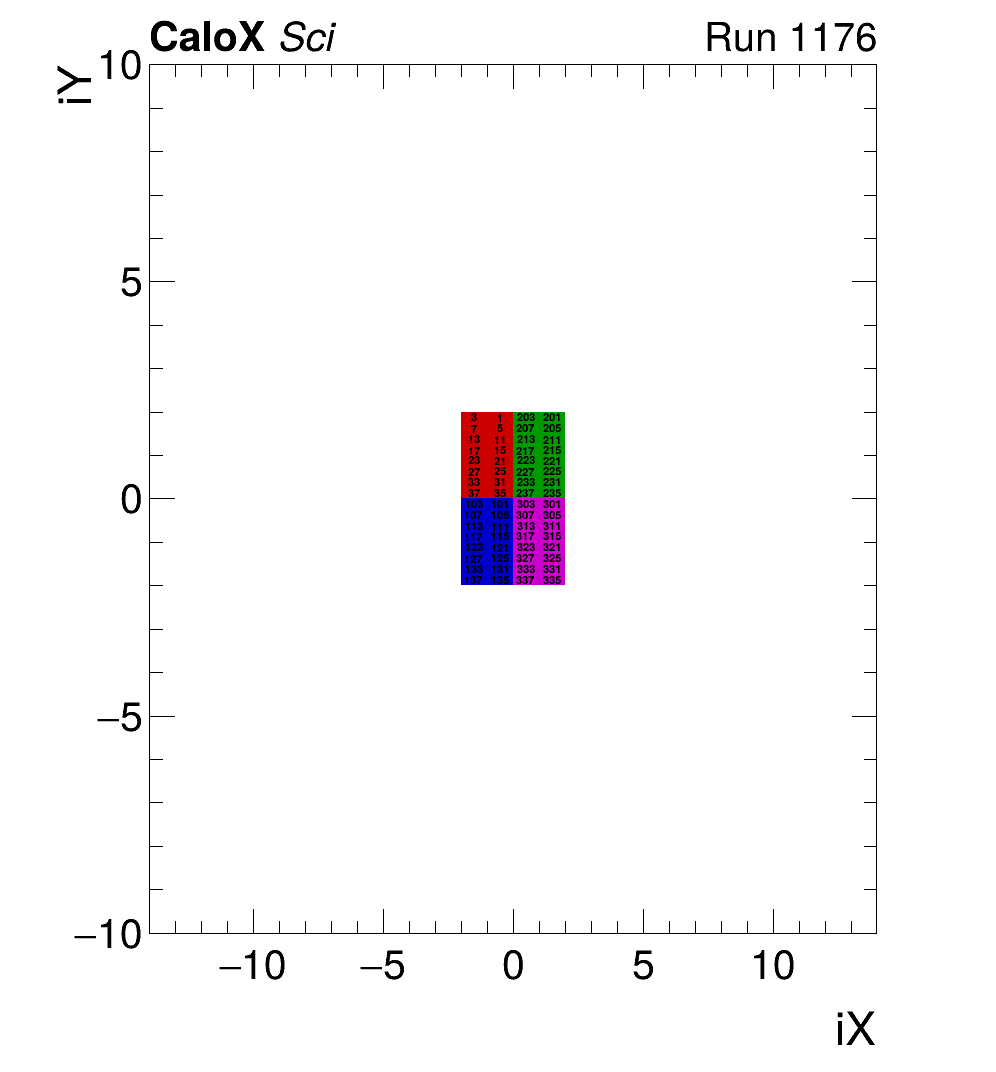 CaloX Sci Run 1176
iY
10
3 1 203 201
7 5 207 205
13 11 213 211
17 15 217 215
23 21 223 221
27 25 227 225
33 31 233 231
37 35 237 235
103 101 303 301
107 105 307 305
113 111 313 311
117 115 317 315
123 121 323 321
127 125 327 325
133 131 333 331
137 135 337 335
5
0
−5
−10
−10 −5 0 5 10
iX